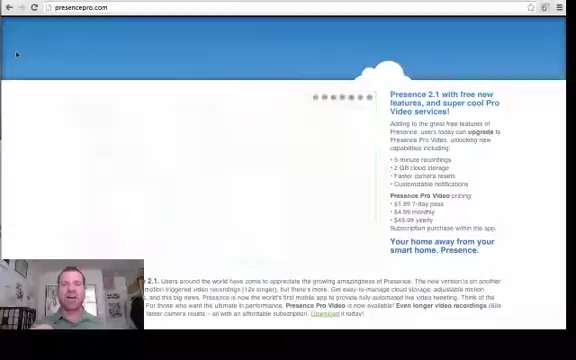 presencepro.com
Presence 2.1 with free new
features, and super cool Pro
Video services!
Adding to the great free features of
Presence, users today can upgrade to
Presence Pro Video, unlocking new
capabilities including:
• 5-minute recordings
• 2 GB cloud storage
• Faster camera resets
• Customizable notifications
Presence Pro Video pricing:
• $1.99 7-day pass
• $4.99 monthly
• $49.99 yearly
Subscription purchase within the app.
Your home away from your
smart home. Presence.
2.1. Users around the world have come to appreciate the growing amazingness of Presence. The new version is on another
motion triggered video recordings (12x longer), but there's more. Get easy-to-manage cloud storage, adjustable motion
, and this big news. Presence is now the world's first mobile app to provide fully-automated live video tweeting. Think of the
For those who want the ultimate in performance, Presence Pro Video is now available! Even longer video recordings (60x
faster camera resets – all with an affordable subscription. Download it today!